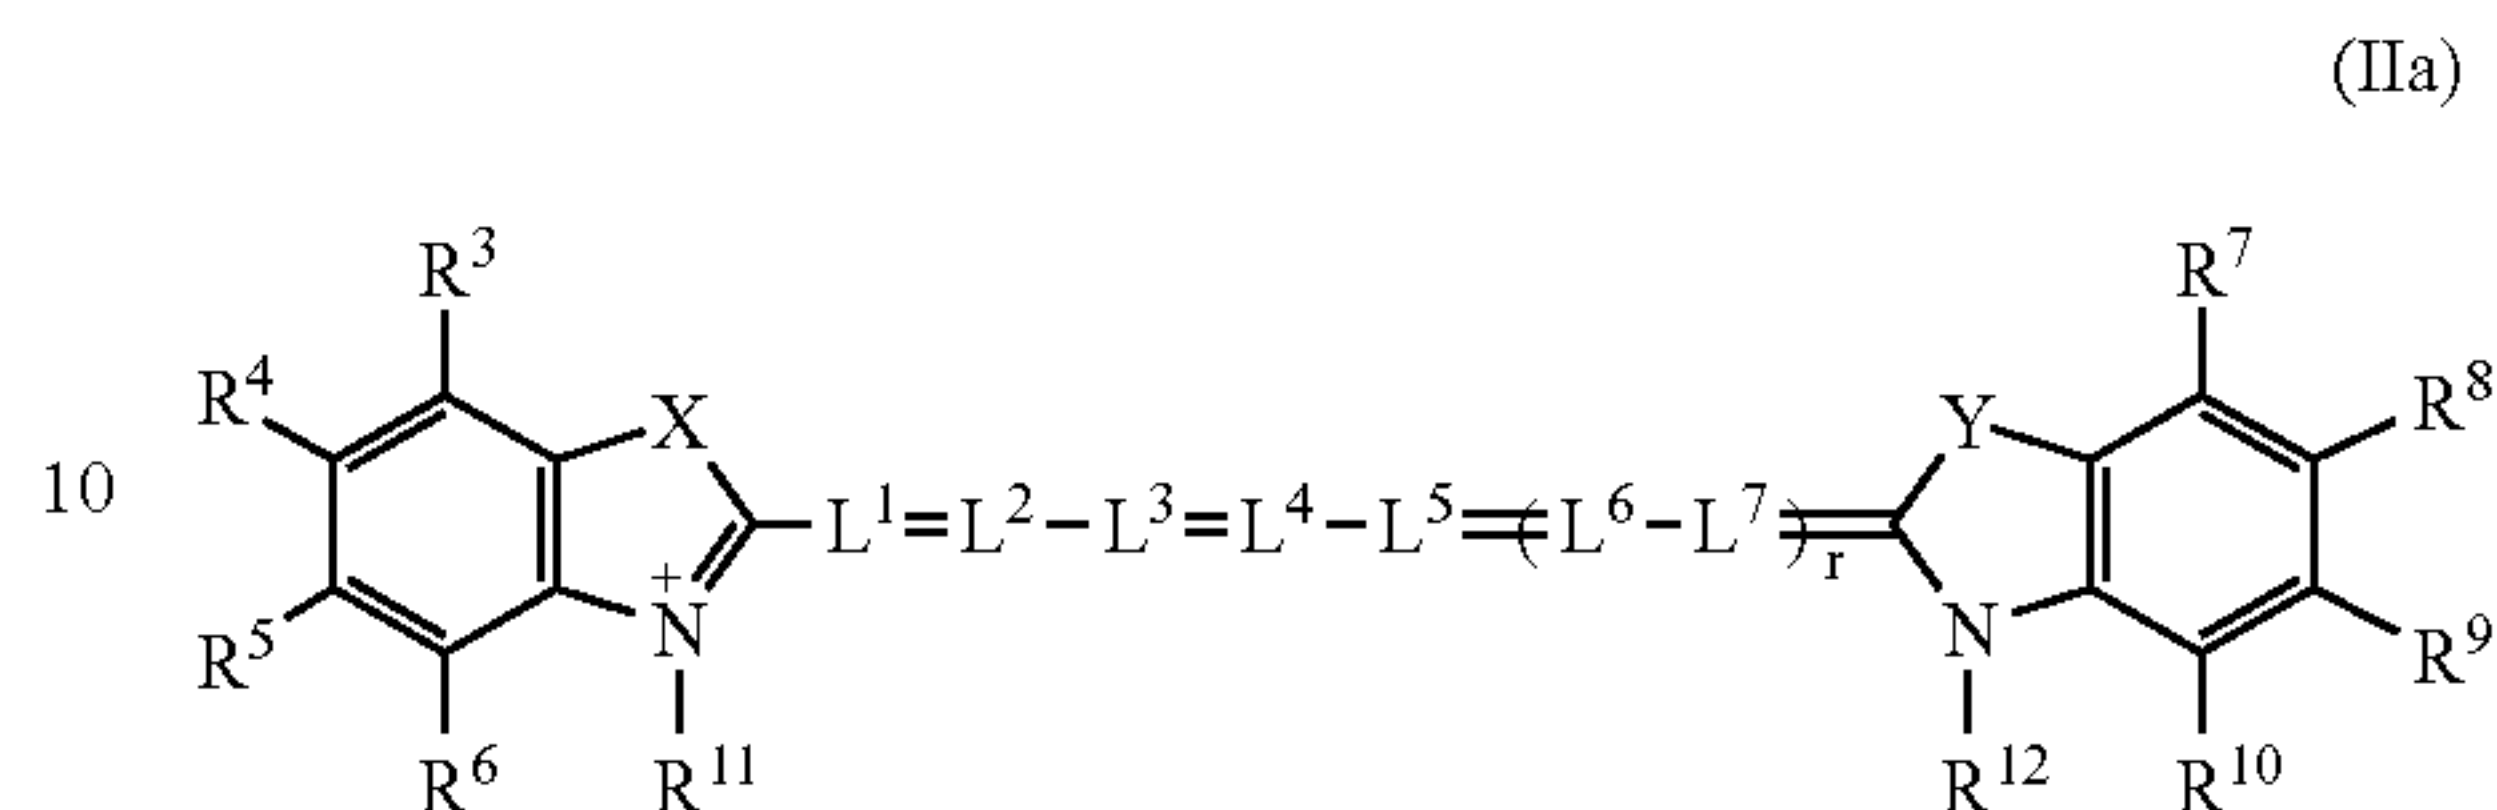 (IIa)
R³ R⁷
R⁴ X Y R⁸
10 L¹=L²−L³=L⁴−L⁵=(L⁶−L⁷)ᵣ=
R⁵ N⁺ N R⁹
R⁶ R¹¹ R¹² R¹⁰